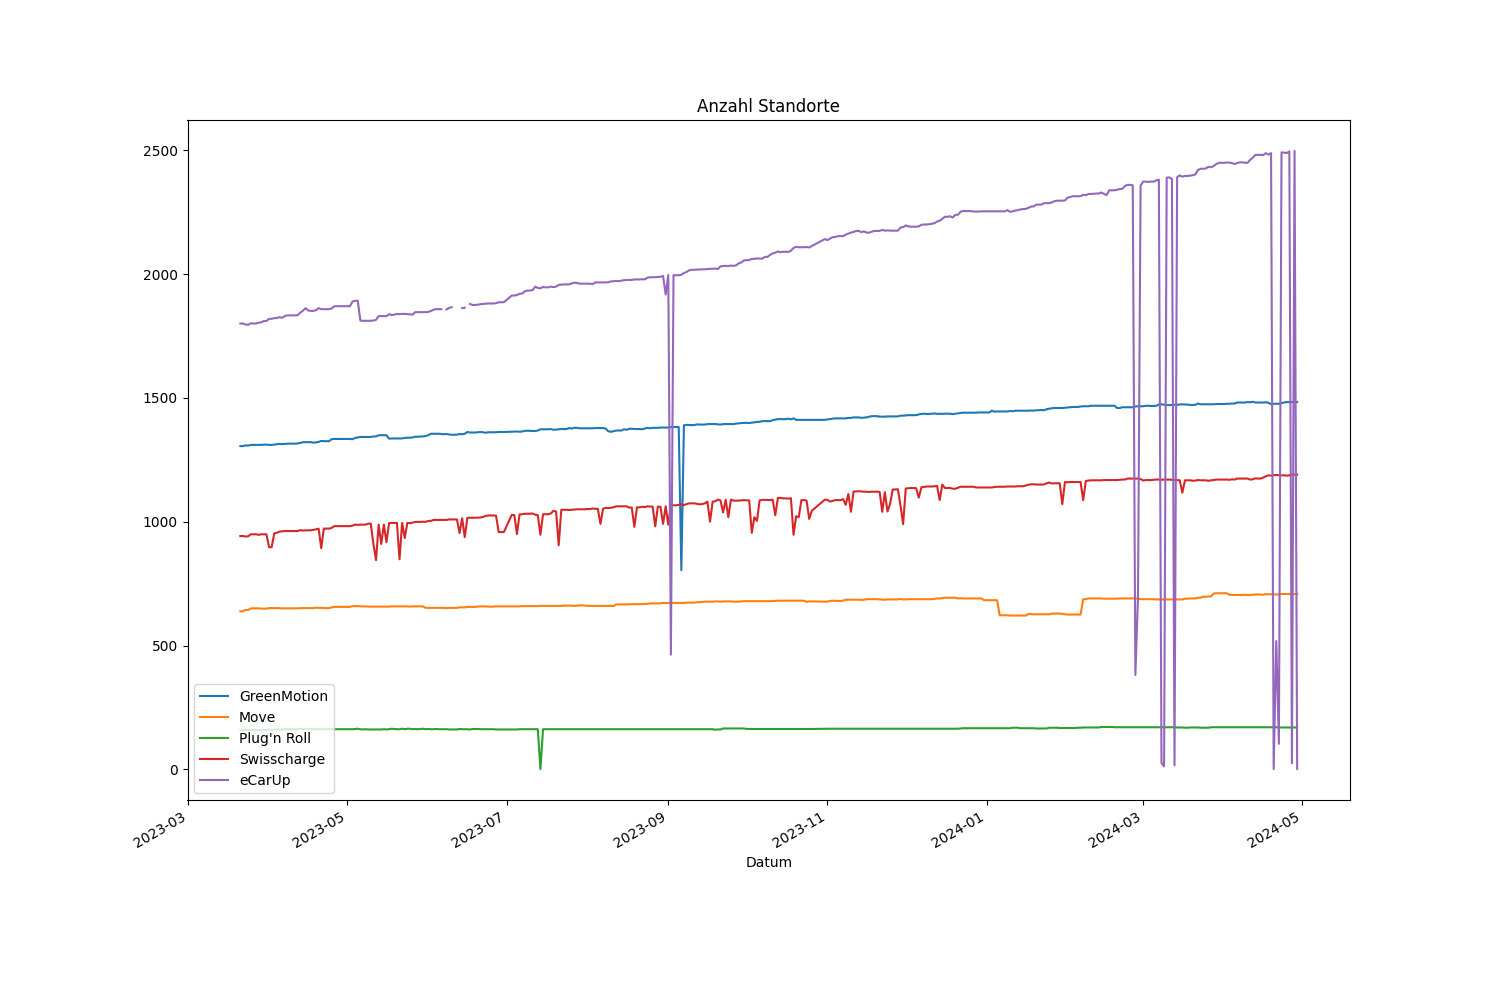 Anzahl Standorte
2500
2000
1500
1000
500
0
GreenMotion
Move
Plug'n Roll
Swisscharge
eCarUp
2023-03
2023-05
2023-07
2023-09
2023-11
2024-01
2024-03
2024-05
Datum